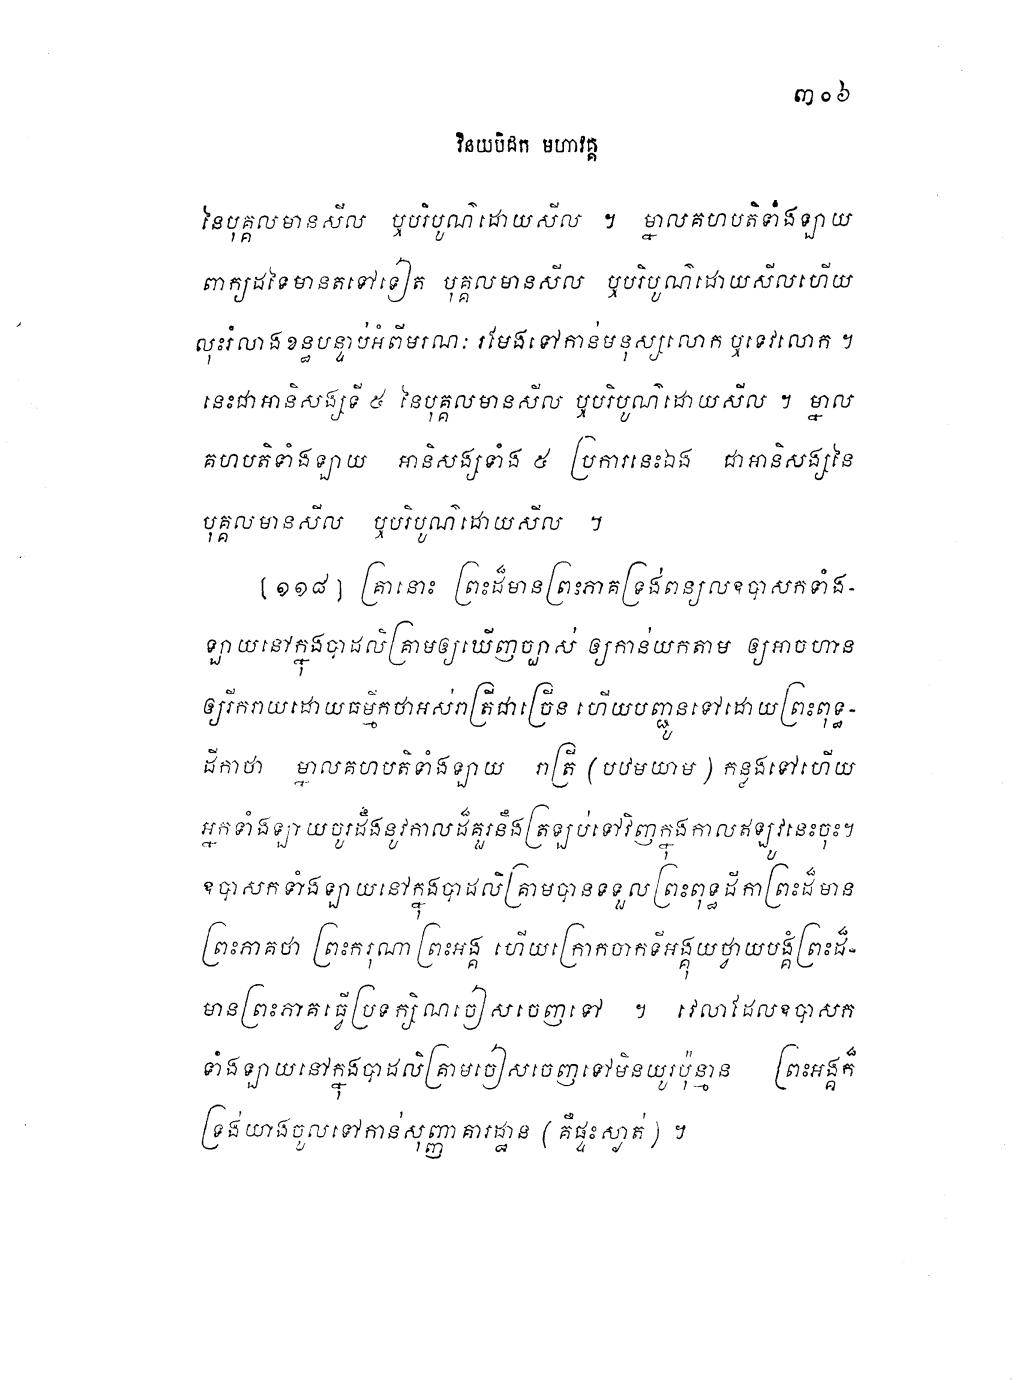 ៣០៦
វិនយបិដក មហាវគ្គ
នៃបុគ្គលមានសីល ឬបរិបូណ៌ដោយសីល ។ ម្នាលគហបតិទាំងឡាយ
ពាក្យដទៃមានតទៅទៀត បុគ្គលមានសីល ឬបរិបូណ៌ដោយសីលហើយ
លុះរំលាងខន្ធបន្ទាប់អំពីមរណៈ រមែងទៅកាន់មនុស្សលោក ឬទេវលោក ។
នេះជាអានិសង្សទី ៥ នៃបុគ្គលមានសីល ឬបរិបូណ៌ដោយសីល ។ ម្នាល
គហបតិទាំងឡាយ អានិសង្សទាំង ៥ ប្រការនេះឯង ជាអានិសង្សនៃ
បុគ្គលមានសីល ឬបរិបូណ៌ដោយសីល ។
[១១៨] គ្រានោះ ព្រះដ៏មានព្រះភាគទ្រង់ពន្យលឧបាសកទាំង-
ឡាយនៅក្នុងបាដលិគ្រាមឲ្យឃើញច្បាស់ ឲ្យកាន់យកតាម ឲ្យអាចហាន
ឲ្យរីករាយដោយធម្មីកថាអស់រាត្រីជាច្រើន ហើយបញ្ជូនទៅដោយព្រះពុទ្ធ-
ដីកាថា ម្នាលគហបតិទាំងឡាយ រាត្រី (បឋមយាម) កន្លងទៅហើយ
អ្នកទាំងឡាយចូរដឹងនូវកាលដ៏គួរនឹងត្រឡប់ទៅវិញក្នុងកាលឥឡូវនេះចុះ។
ឧបាសកទាំងឡាយនៅក្នុងបាដលិគ្រាមបានទទួលព្រះពុទ្ធដីកាព្រះដ៏មាន
ព្រះភាគថា ព្រះករុណាព្រះអង្គ ហើយក្រោកចាកទីអង្គុយថ្វាយបង្គំព្រះដ៏-
មានព្រះភាគធ្វើប្រទក្សិណចៀសចេញទៅ ។ វេលាដែលឧបាសក
ទាំងឡាយនៅក្នុងបាដលិគ្រាមចៀសចេញទៅមិនយូរប៉ុន្មាន ព្រះអង្គក៏
ទ្រង់យាងចូលទៅកាន់សុញ្ញាគារដ្ឋាន (គឺផ្ទះស្ងាត់) ។